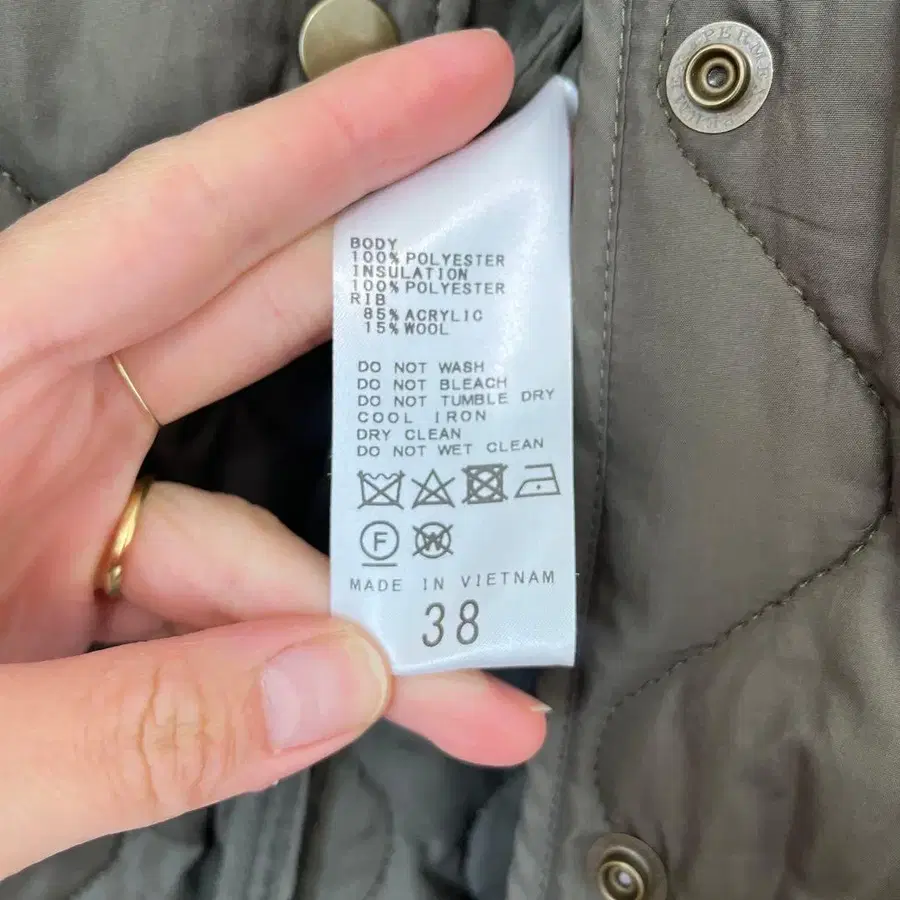 BODY
100% POLYESTER
INSULATION
100% POLYESTER
RIB
85% ACRYLIC
15% WOOL
DO NOT WASH
DO NOT BLEACH
DO NOT TUMBLE DRY
COOL IRON
DRY CLEAN
DO NOT WET CLEAN
F W
MADE IN VIETNAM
38